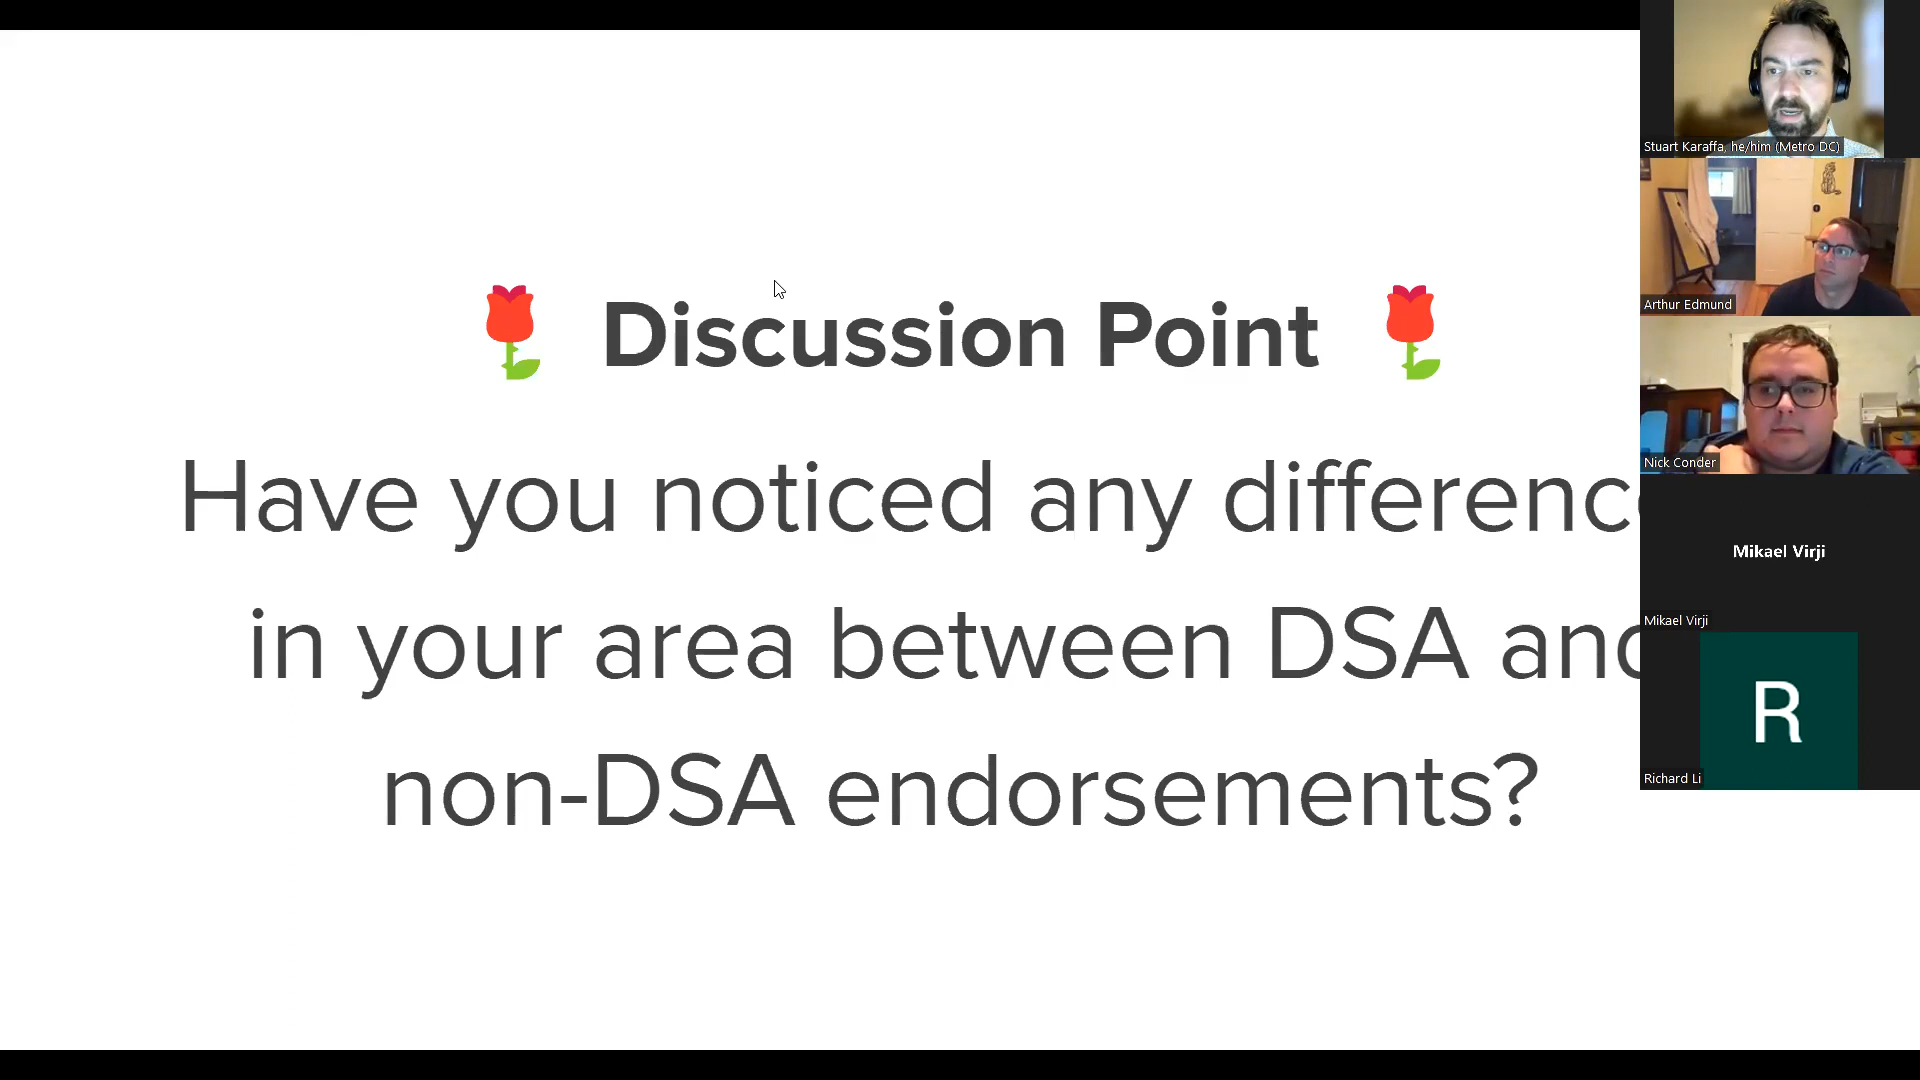 Discussion Point
Have you noticed any differenc
in your area between DSA and
non-DSA endorsements?
Stuart Karaffa, he/him (Metro DC)
Arthur Edmund
Nick Conder
Mikael Virji
Mikael Virji
R
Richard Li